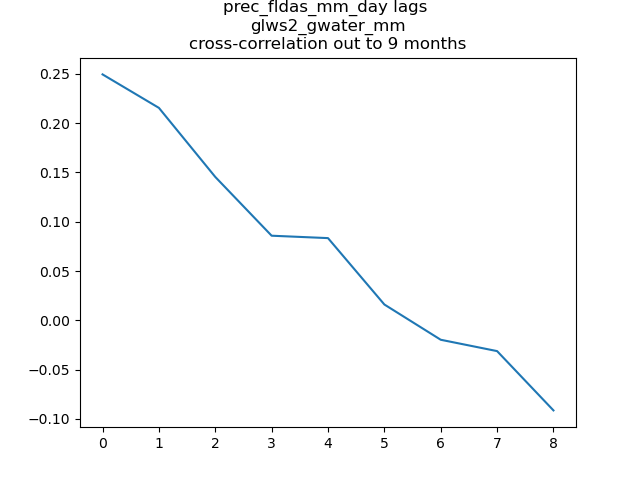 prec_fldas_mm_day lags
glws2_gwater_mm
cross-correlation out to 9 months
0.25
0.20
0.15
0.10
0.05
0.00
−0.05
−0.10
0 1 2 3 4 5 6 7 8